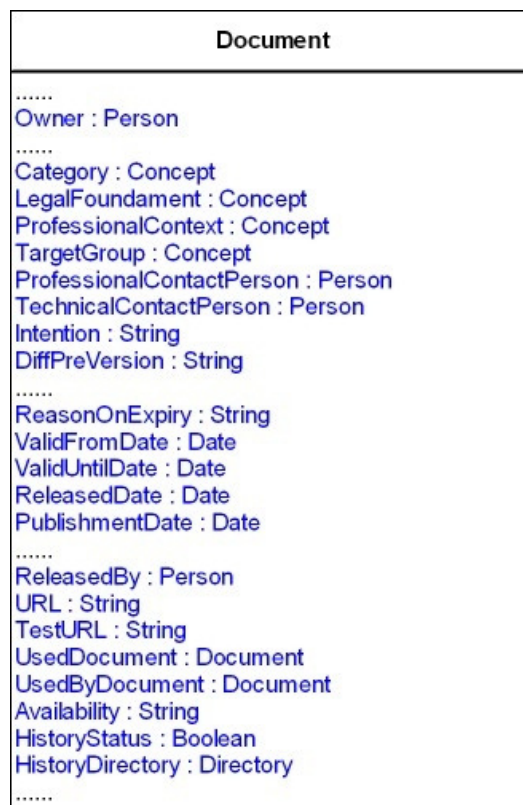 Document
......
Owner : Person
......
Category : Concept
LegalFoundament : Concept
ProfessionalContext : Concept
TargetGroup : Concept
ProfessionalContactPerson : Person
TechnicalContactPerson : Person
Intention : String
DiffPreVersion : String
......
ReasonOnExpiry : String
ValidFromDate : Date
ValidUntilDate : Date
ReleasedDate : Date
PublishmentDate : Date
......
ReleasedBy : Person
URL : String
TestURL : String
UsedDocument : Document
UsedByDocument : Document
Availability : String
HistoryStatus : Boolean
HistoryDirectory : Directory
......